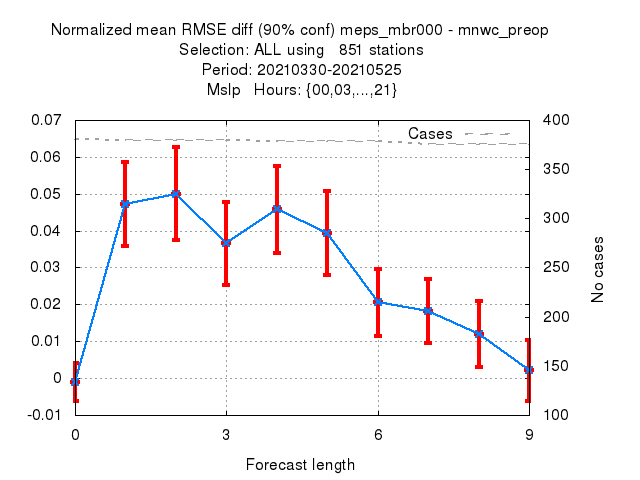 Normalized mean RMSE diff (90% conf) meps_mbr000 - mnwc_preop
Selection: ALL using   851 stations
Period: 20210330-20210525
Mslp   Hours: {00,03,...,21}
Cases
0.07
0.06
0.05
0.04
0.03
0.02
0.01
0
-0.01
400
350
300
250
200
150
100
No cases
0
3
6
9
Forecast length